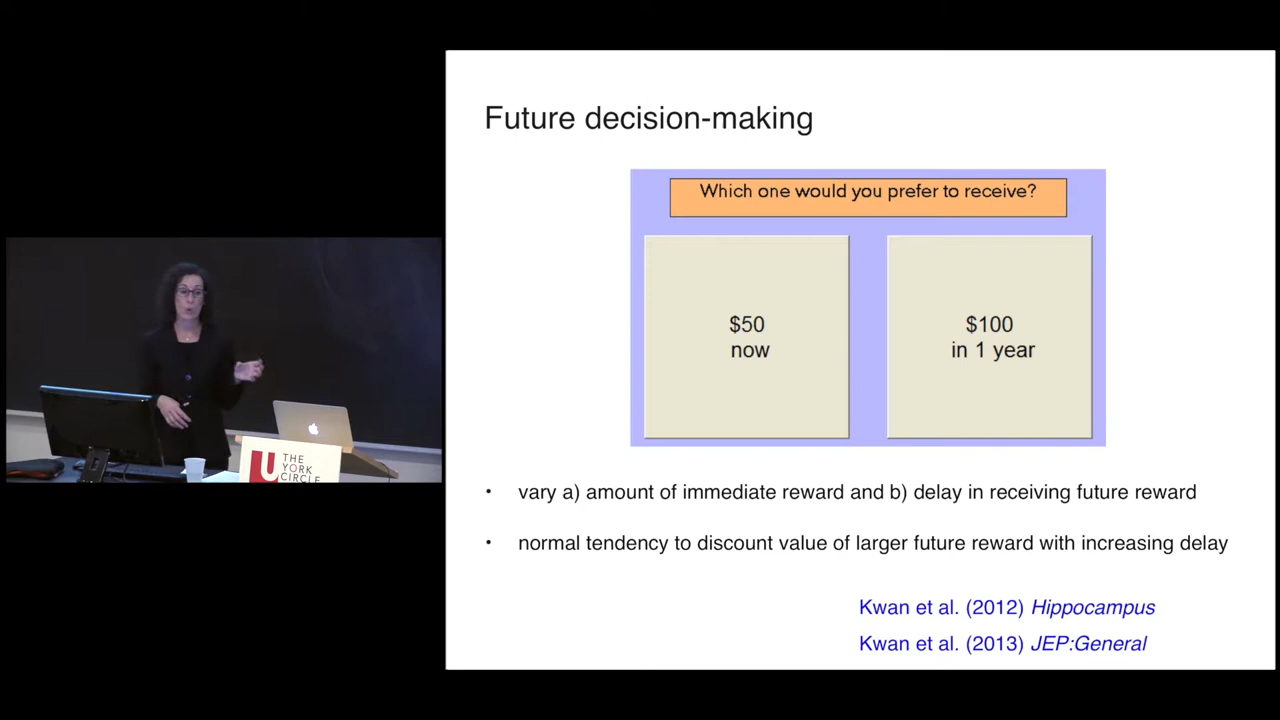 Future decision-making
Which one would you prefer to receive?
$50
now
$100
in 1 year
• vary a) amount of immediate reward and b) delay in receiving future reward
• normal tendency to discount value of larger future reward with increasing delay
Kwan et al. (2012) Hippocampus
Kwan et al. (2013) JEP:General
U
THE
YORK
CIRCLE